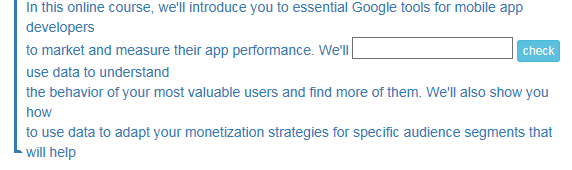 In this online course, we'll introduce you to essential Google tools for mobile app
developers
to market and measure their app performance. We'll check
use data to understand
the behavior of your most valuable users and find more of them. We'll also show you
how
to use data to adapt your monetization strategies for specific audience segments that
will help